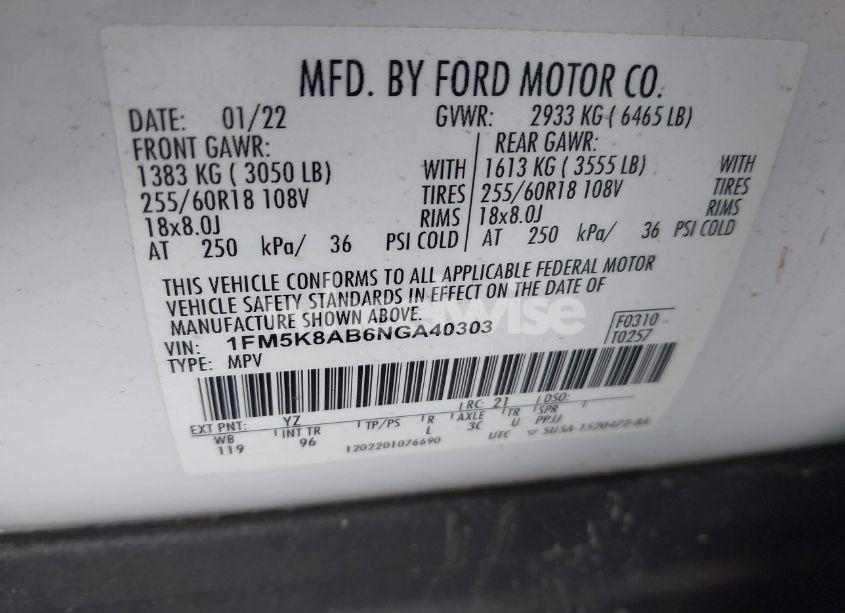 MFD. BY FORD MOTOR CO.
DATE: 01/22 GVWR: 2933 KG ( 6465 LB)
FRONT GAWR: REAR GAWR:
1383 KG ( 3050 LB) WITH 1613 KG ( 3555 LB) WITH
255/60R18 108V TIRES 255/60R18 108V TIRES
18x8.0J RIMS 18x8.0J RIMS
AT 250 kPa/ 36 PSI COLD AT 250 kPa/ 36 PSI COLD
THIS VEHICLE CONFORMS TO ALL APPLICABLE FEDERAL MOTOR
VEHICLE SAFETY STANDARDS IN EFFECT ON THE DATE OF
MANUFACTURE SHOWN ABOVE.
VIN: 1FM5K8AB6NGA40303 F0310
TYPE: MPV T0257
EXT PNT: YZ RC: 21 DSO:
WB INT TR TP/PS R AXLE TR SPR
119 96 L 3C U PPJJ
1202201076690 UTC SU5A-1520472-BA